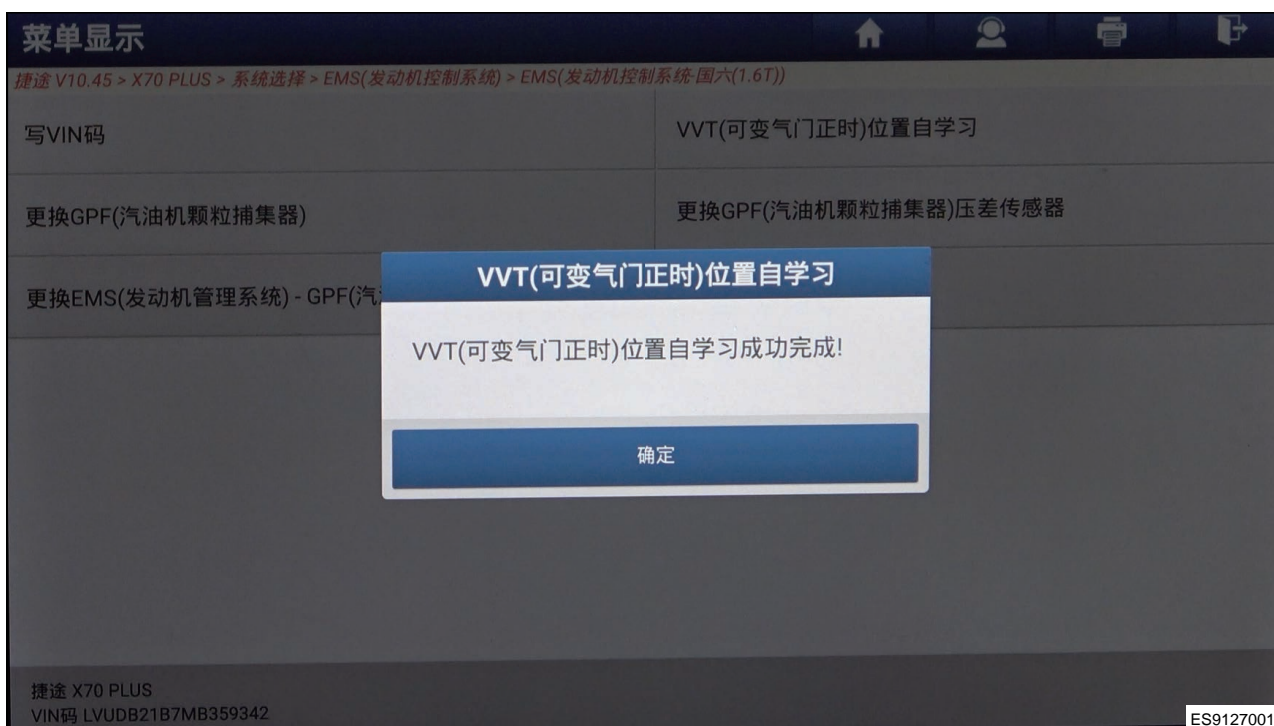 菜单显示
捷途 V10.45 > X70 PLUS > 系统选择 > EMS(发动机控制系统) > EMS(发动机控制系统-国六(1.6T))
写VIN码
VVT(可变气门正时)位置自学习
更换GPF(汽油机颗粒捕集器)
更换GPF(汽油机颗粒捕集器)压差传感器
更换EMS(发动机管理系统) - GPF(汽
VVT(可变气门正时)位置自学习
VVT(可变气门正时)位置自学习成功完成!
确定
捷途 X70 PLUS
VIN码 LVUDB21B7MB359342
ES9127001